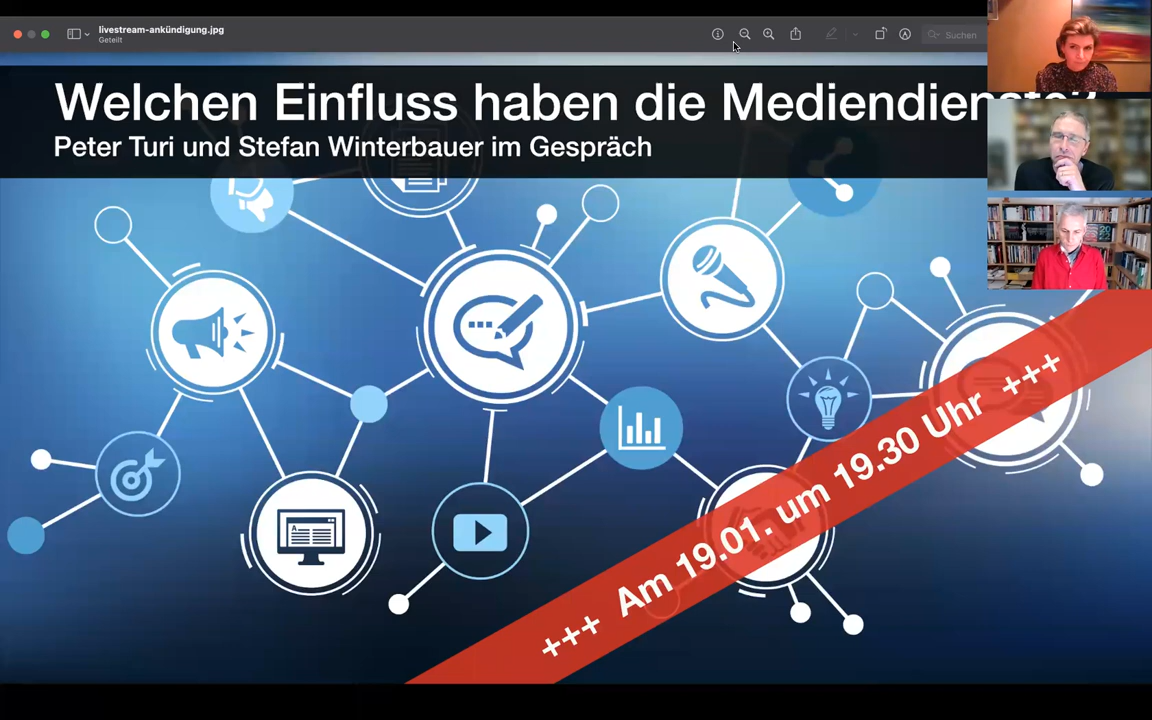 livestream-ankündigung.jpg
Geteilt
Suchen
Welchen Einfluss haben die Mediendienste?
Peter Turi und Stefan Winterbauer im Gespräch
+++ Am 19.01. um 19.30 Uhr +++